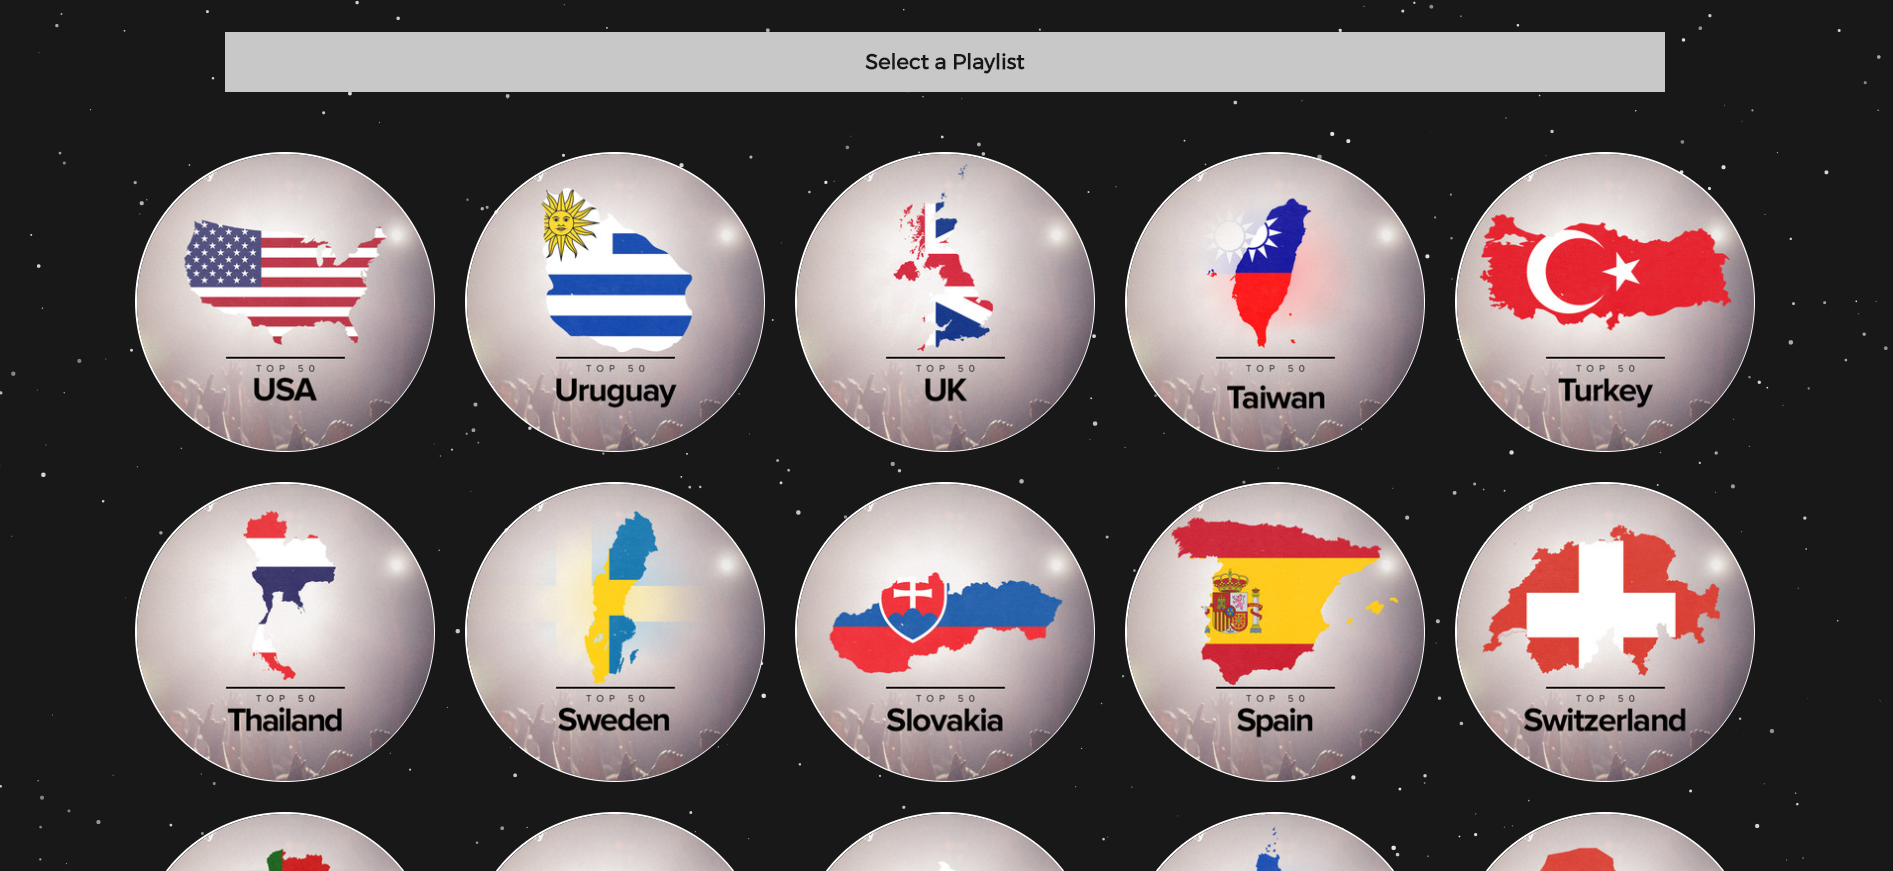 Select a Playlist
TOP 50
USA
TOP 50
Uruguay
TOP 50
UK
TOP 50
Taiwan
TOP 50
Turkey
TOP 50
Thailand
TOP 50
Sweden
TOP 50
Slovakia
TOP 50
Spain
TOP 50
Switzerland